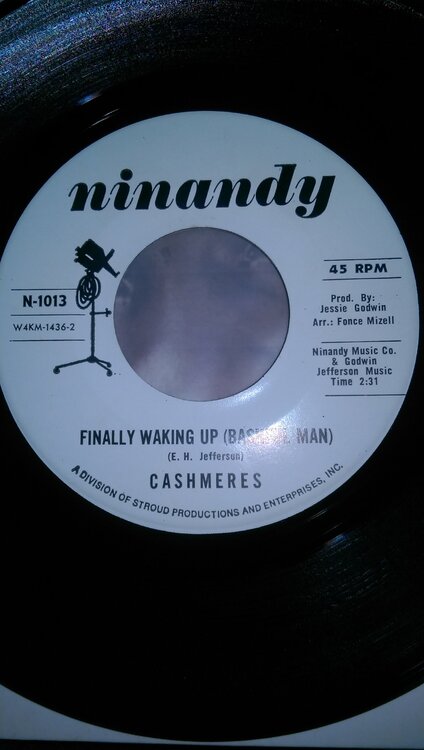 ninandy
N-1013
W4KM-1436-2
45 RPM
Prod. By:
Jessie Godwin
Arr.: Fonce Mizell
Ninandy Music Co.
& Godwin
Jefferson Music
Time 2:31
FINALLY WAKING UP ( MAN)
(E. H. Jefferson)
CASHMERES
A DIVISION OF STROUD PRODUCTIONS AND ENTERPRISES, INC.